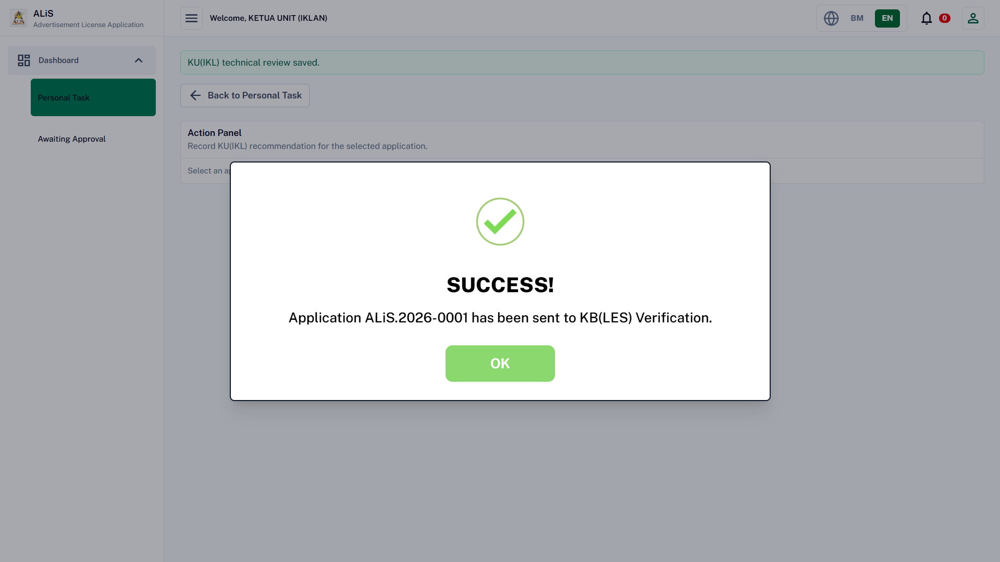 ALiS
Advertisement License Application
Welcome, KETUA UNIT (IKLAN)
BM
EN
0
Dashboard
Personal Task
Awaiting Approval
KU(IKL) technical review saved.
Back to Personal Task
Action Panel
Record KU(IKL) recommendation for the selected application.
Select an
SUCCESS!
Application ALiS.2026-0001 has been sent to KB(LES) Verification.
OK